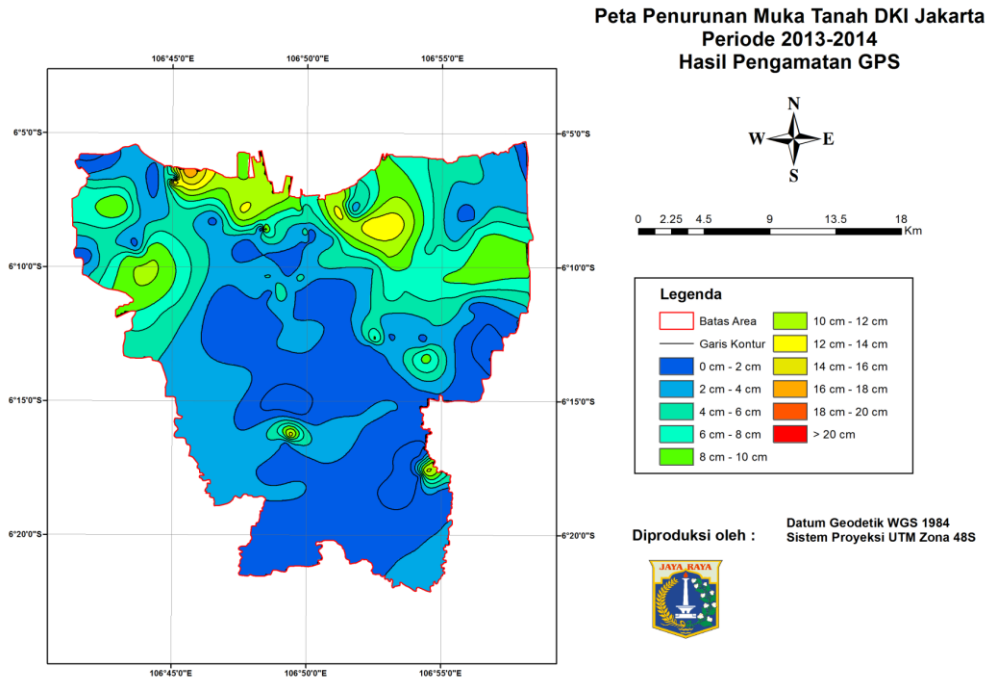 Peta Penurunan Muka Tanah DKI Jakarta
Periode 2013-2014
Hasil Pengamatan GPS
106°45'0"E 106°50'0"E 106°55'0"E
6°5'0"S 6°5'0"S
6°10'0"S 6°10'0"S
6°15'0"S 6°15'0"S
6°20'0"S 6°20'0"S
106°45'0"E 106°50'0"E 106°55'0"E
N
W E
S
0 2.25 4.5 9 13.5 18
Km
Legenda
Batas Area
Garis Kontur
0 cm - 2 cm
2 cm - 4 cm
4 cm - 6 cm
6 cm - 8 cm
8 cm - 10 cm
10 cm - 12 cm
12 cm - 14 cm
14 cm - 16 cm
16 cm - 18 cm
18 cm - 20 cm
> 20 cm
Diproduksi oleh :
Datum Geodetik WGS 1984
Sistem Proyeksi UTM Zona 48S
JAYA RAYA